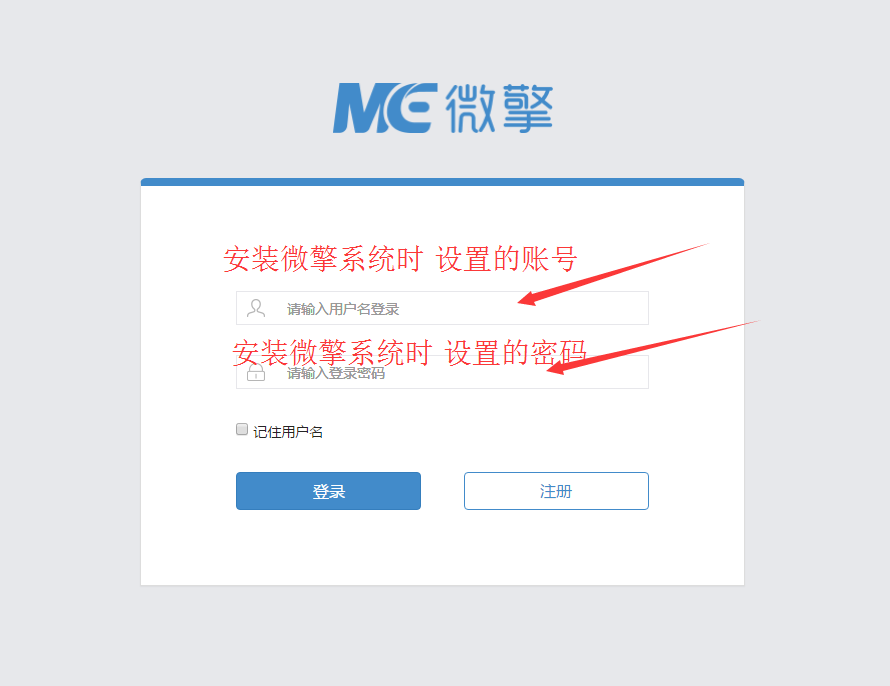 ME 微擎
安装微擎系统时 设置的账号
请输入用户名登录
安装微擎系统时 设置的密码
请输入登录密码
记住用户名
登录 注册